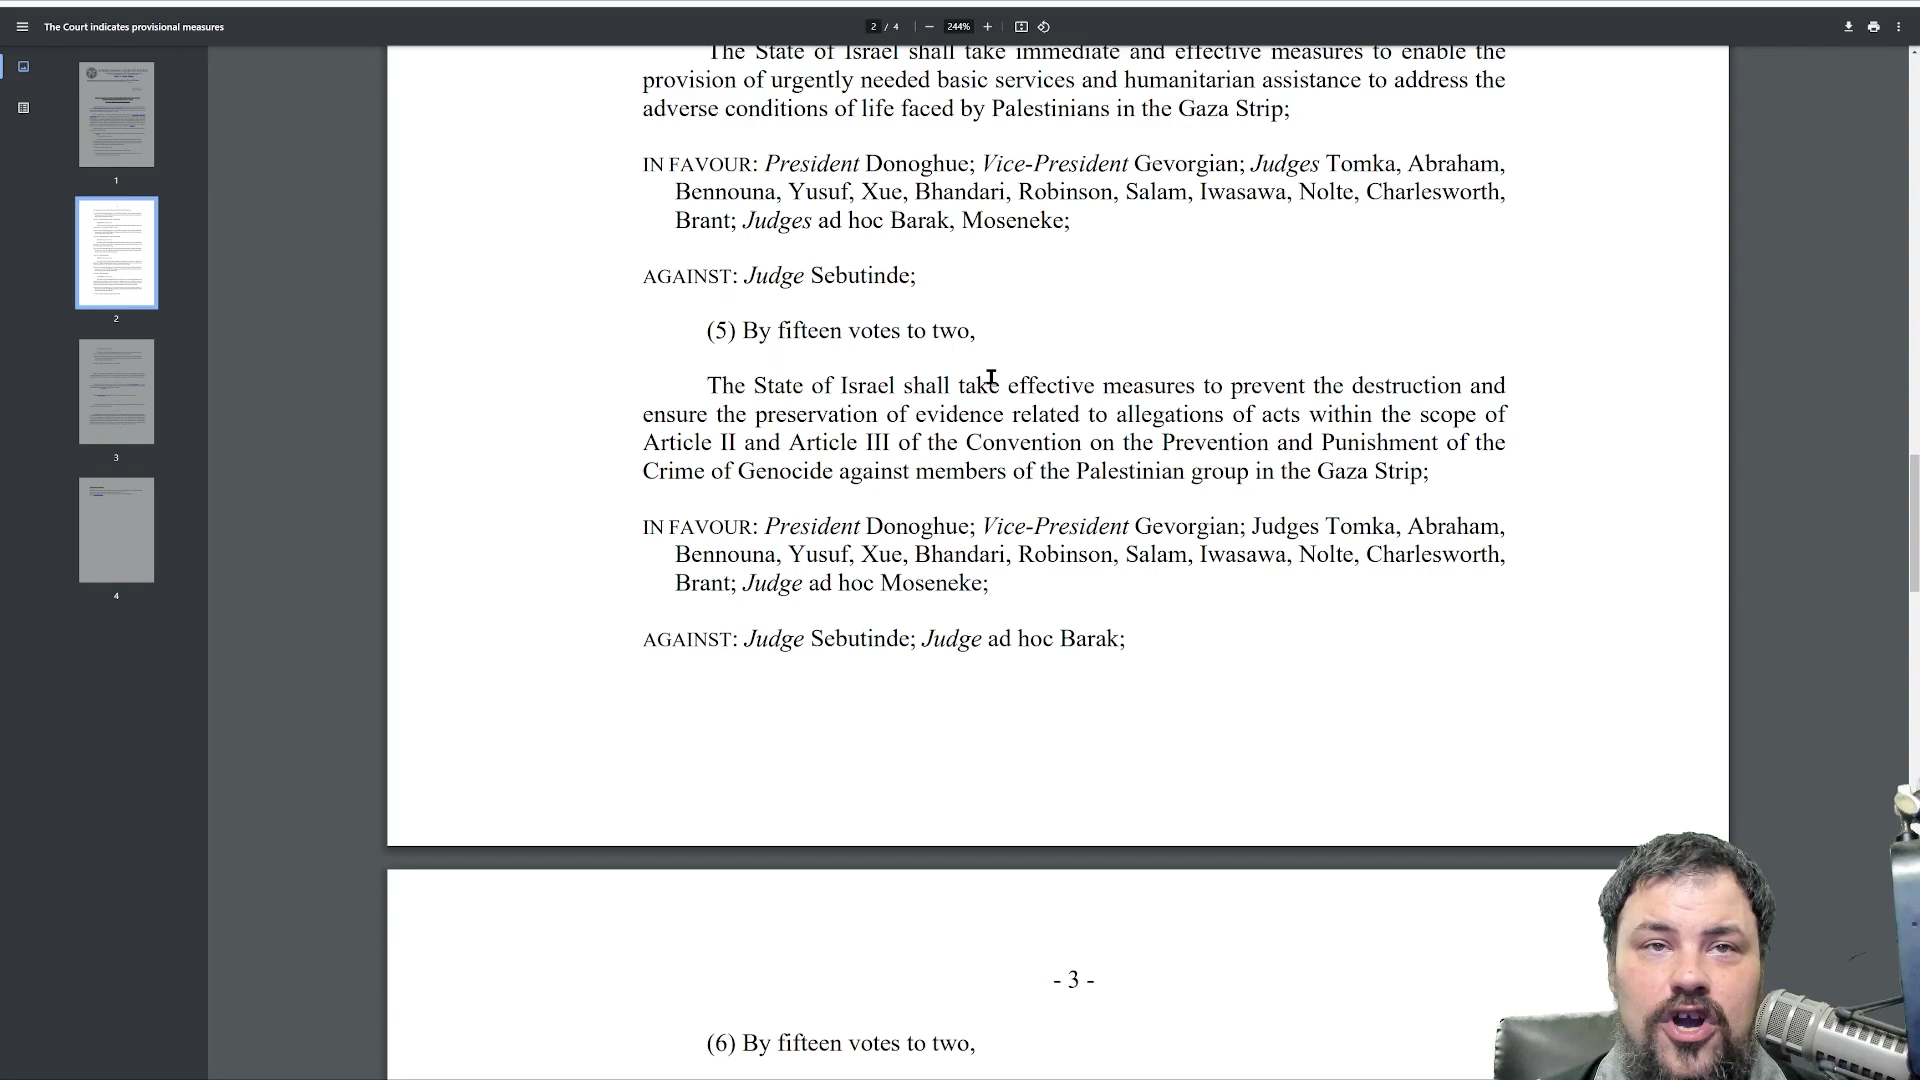 The Court indicates provisional measures
2 / 4
244%
1
2
3
4
The State of Israel shall take immediate and effective measures to enable the
provision of urgently needed basic services and humanitarian assistance to address the
adverse conditions of life faced by Palestinians in the Gaza Strip;
IN FAVOUR: President Donoghue; Vice-President Gevorgian; Judges Tomka, Abraham,
Bennouna, Yusuf, Xue, Bhandari, Robinson, Salam, Iwasawa, Nolte, Charlesworth,
Brant; Judges ad hoc Barak, Moseneke;
AGAINST: Judge Sebutinde;
(5) By fifteen votes to two,
The State of Israel shall take effective measures to prevent the destruction and
ensure the preservation of evidence related to allegations of acts within the scope of
Article II and Article III of the Convention on the Prevention and Punishment of the
Crime of Genocide against members of the Palestinian group in the Gaza Strip;
IN FAVOUR: President Donoghue; Vice-President Gevorgian; Judges Tomka, Abraham,
Bennouna, Yusuf, Xue, Bhandari, Robinson, Salam, Iwasawa, Nolte, Charlesworth,
Brant; Judge ad hoc Moseneke;
AGAINST: Judge Sebutinde; Judge ad hoc Barak;
- 3 -
(6) By fifteen votes to two,